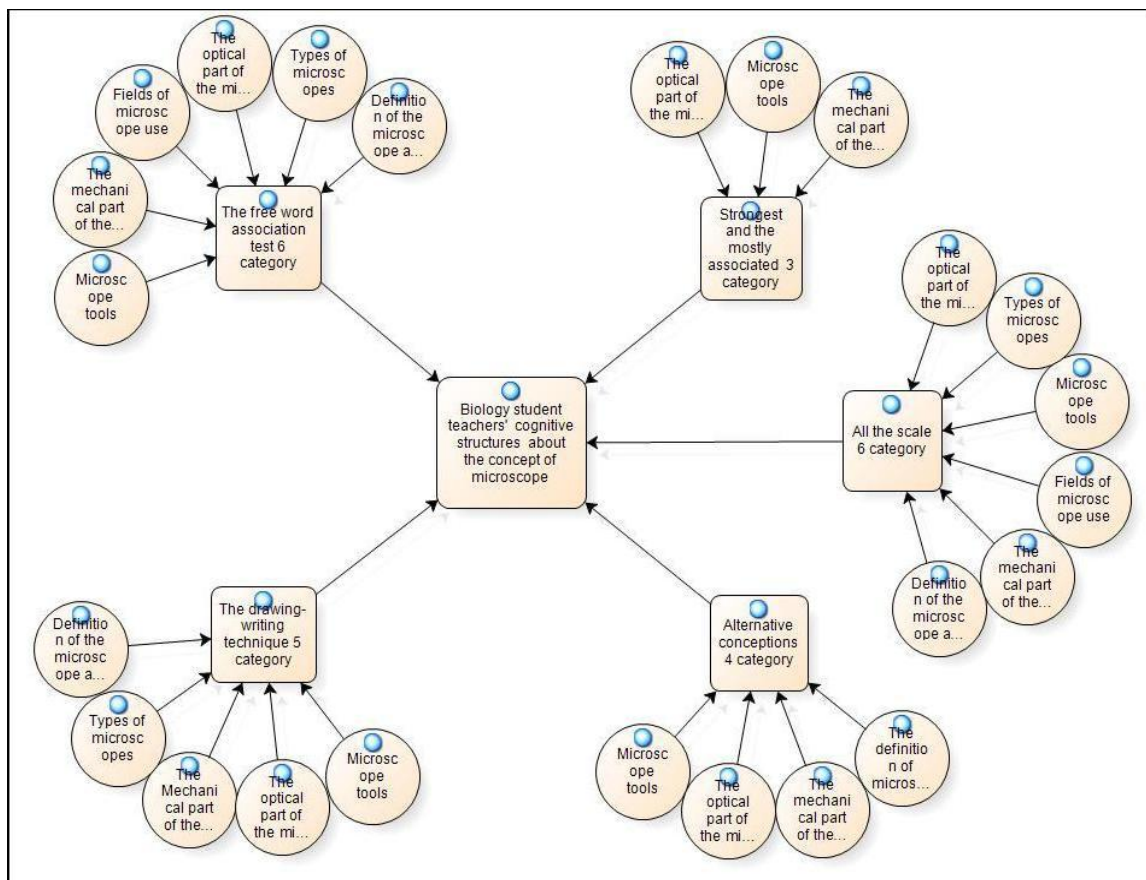 The
optical
part of
the mi...
Types of
microsc
opes
Fields of
microsc
ope use
Definitio
n of the
microsc
ope a...
The
mechani
cal part
of the...
Microsc
ope
tools
The free word
association
test 6
category
The
optical
part of
the mi...
Microsc
ope
tools
The
mechani
cal part
of the...
Strongest
and the
mostly
associated 3
category
The
optical
part of
the mi...
Types of
microsc
opes
Microsc
ope
tools
Fields of
microsc
ope use
The
mechani
cal part
of the...
Definitio
n of the
microsc
ope a...
All the scale
6 category
Biology student
teachers' cognitive
structures about
the concept of
microscope
The drawing-
writing
technique 5
category
Definitio
n of the
microsc
ope a...
Types of
microsc
opes
The
Mechani
cal part
of the...
The
optical
part of
the mi...
Microsc
ope
tools
Alternative
conceptions
4 category
Microsc
ope
tools
The
optical
part of
the mi...
The
mechani
cal part
of the...
The
definitio
n of
micros...